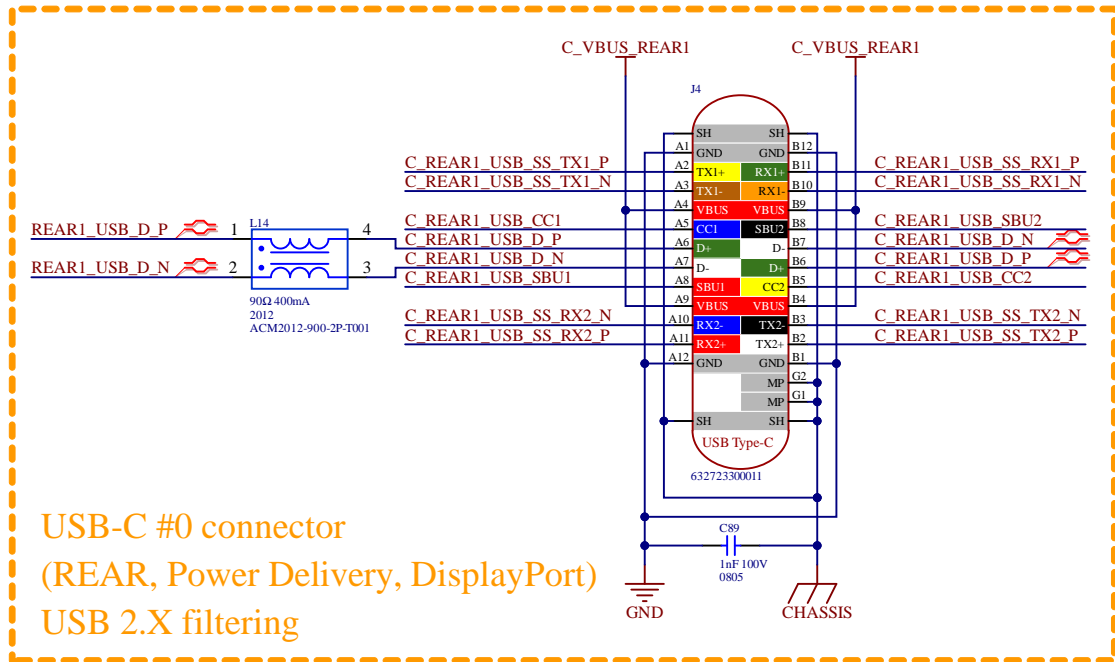 C_VBUS_REAR1 C_VBUS_REAR1
J4
SH SH
A1 GND GND B12
C_REAR1_USB_SS_TX1_P A2 TX1+ RX1+ B11 C_REAR1_USB_SS_RX1_P
C_REAR1_USB_SS_TX1_N A3 TX1- RX1- B10 C_REAR1_USB_SS_RX1_N
A4 VBUS VBUS B9
C_REAR1_USB_CC1 A5 CC1 SBU2 B8 C_REAR1_USB_SBU2
REAR1_USB_D_P 1 L14 4 C_REAR1_USB_D_P A6 D+ D- B7 C_REAR1_USB_D_N
REAR1_USB_D_N 2 3 C_REAR1_USB_D_N A7 D- D+ B6 C_REAR1_USB_D_P
C_REAR1_USB_SBU1 A8 SBU1 CC2 B5 C_REAR1_USB_CC2
90Ω 400mA
2012
ACM2012-900-2P-T001
A9 VBUS VBUS B4
C_REAR1_USB_SS_RX2_N A10 RX2- TX2- B3 C_REAR1_USB_SS_TX2_N
C_REAR1_USB_SS_RX2_P A11 RX2+ TX2+ B2 C_REAR1_USB_SS_TX2_P
A12 GND GND B1
MP G2
MP G1
SH SH
USB Type-C
632723300011
C89
1nF 100V
0805
GND CHASSIS
USB-C #0 connector
(REAR, Power Delivery, DisplayPort)
USB 2.X filtering